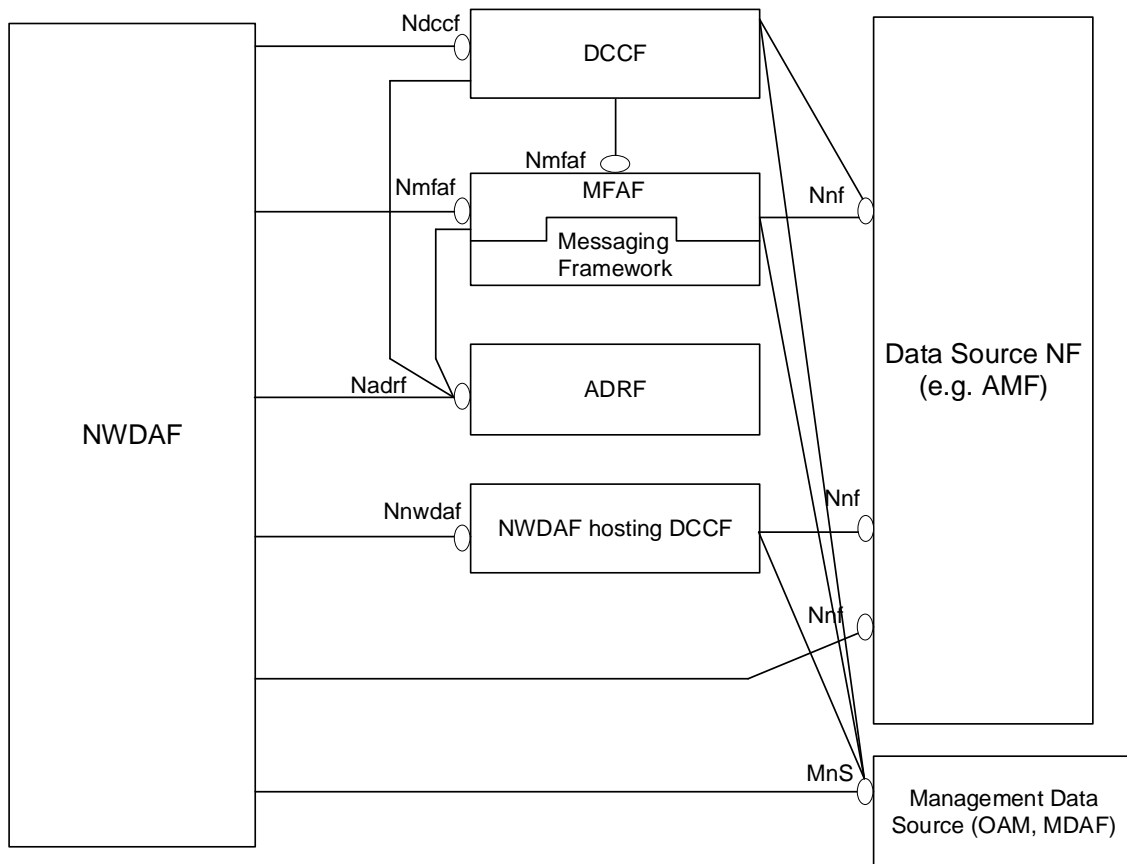 Ndccf
DCCF
Nmfaf
Nmfaf
MFAF
Nnf
Messaging
Framework
Data Source NF
(e.g. AMF)
Nadrf
ADRF
NWDAF
Nnwdaf
NWDAF hosting DCCF
Nnf
Nnf
MnS
Management Data
Source (OAM, MDAF)